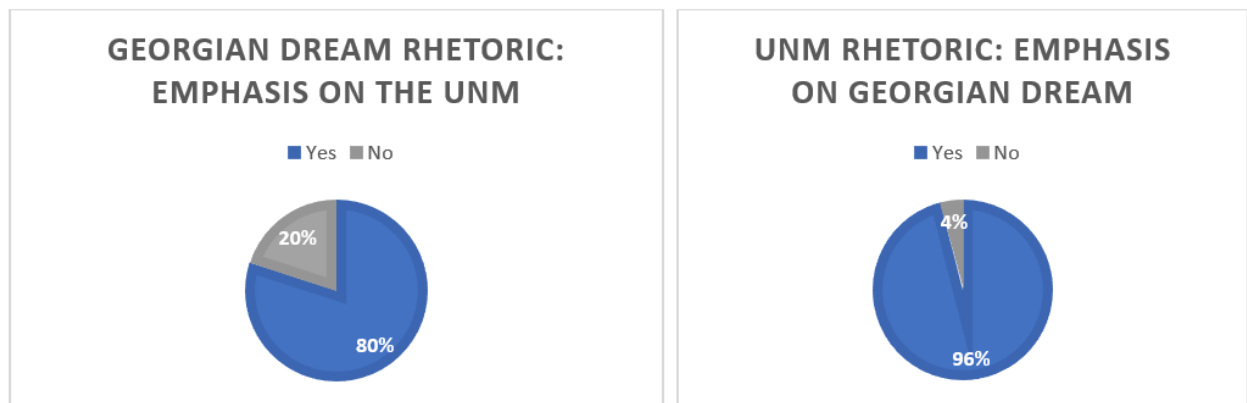 GEORGIAN DREAM RHETORIC:
EMPHASIS ON THE UNM
Yes No
20%
80%
UNM RHETORIC: EMPHASIS
ON GEORGIAN DREAM
Yes No
4%
96%